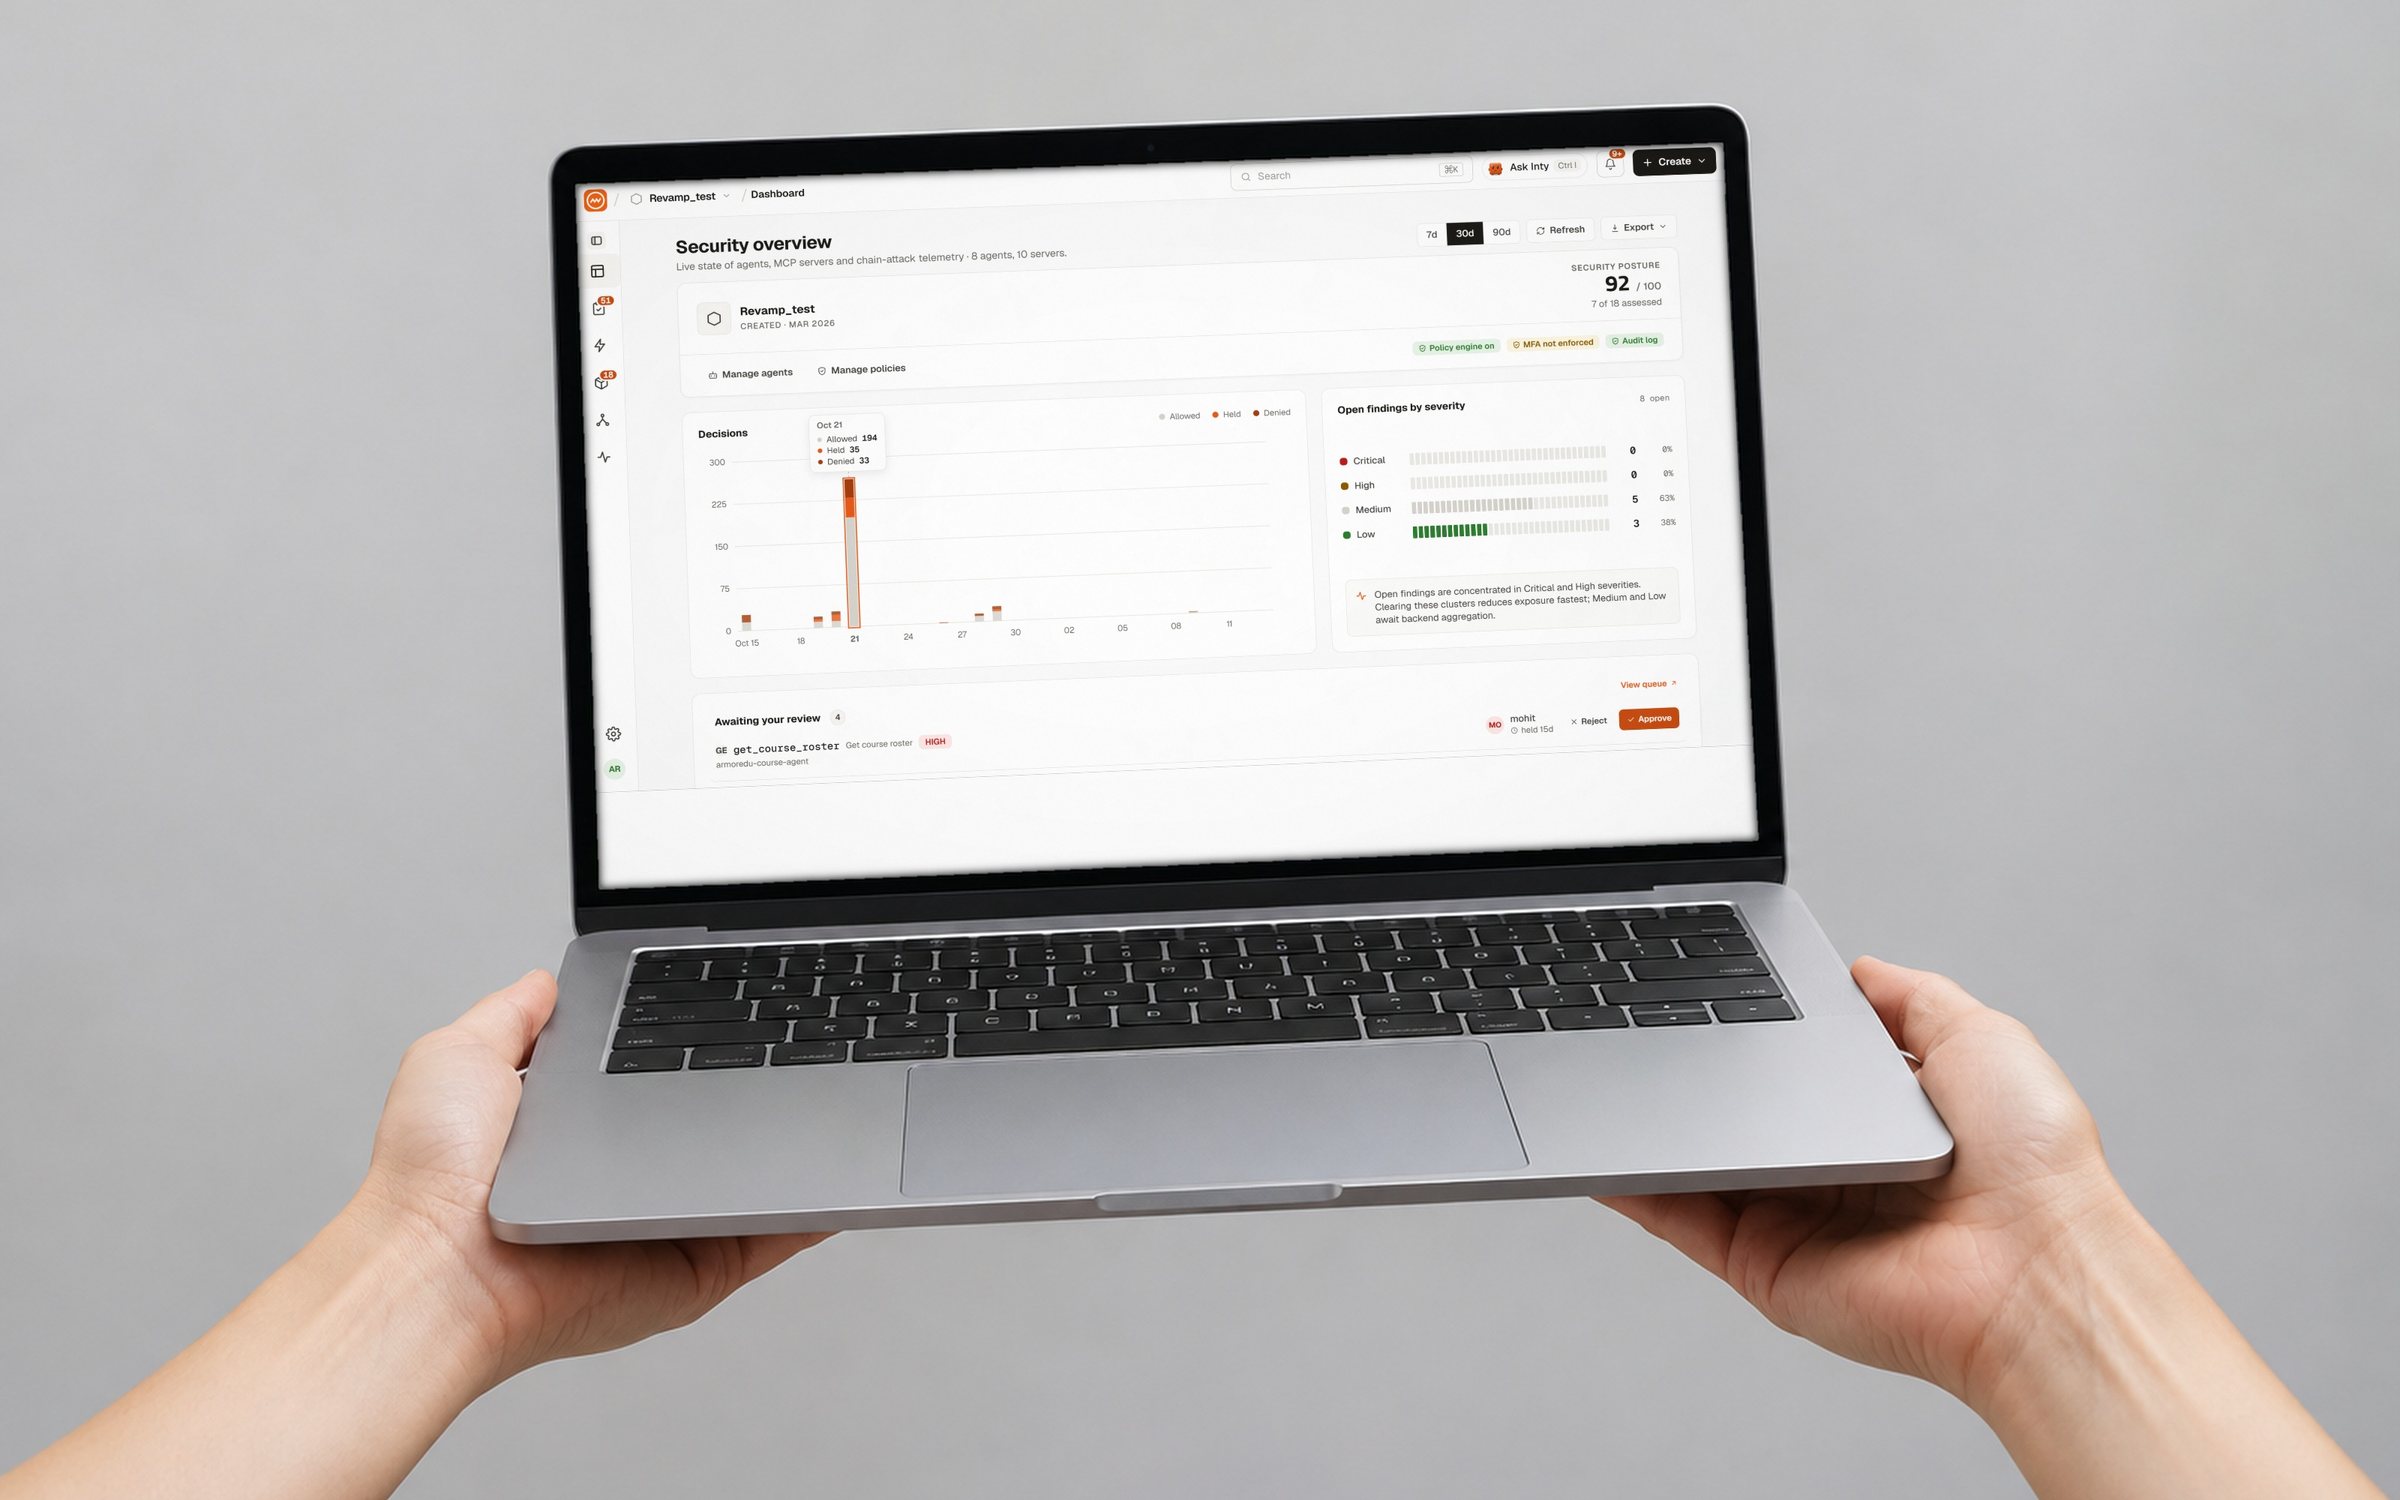 / Revamp_test / Dashboard
Search ⌘K
Ask Inty Ctrl I
9+
+ Create
Security overview
Live state of agents, MCP servers and chain-attack telemetry · 8 agents, 10 servers.
7d 30d 90d Refresh Export
51
18
AR
Revamp_test
CREATED · MAR 2026
SECURITY POSTURE
92 / 100
7 of 18 assessed
Manage agents Manage policies
Policy engine on MFA not enforced Audit log
Decisions
Allowed Held Denied
Oct 21
Allowed 194
Held 35
Denied 33
300
225
150
75
0
Oct 15 18 21 24 27 30 02 05 08 11
Open findings by severity 8 open
Critical 0 0%
High 0 0%
Medium 5 63%
Low 3 38%
Open findings are concentrated in Critical and High severities.
Clearing these clusters reduces exposure fastest; Medium and Low
await backend aggregation.
Awaiting your review 4
View queue
GE get_course_roster Get course roster HIGH
armoredu-course-agent
MO mohit
held 15d
Reject Approve